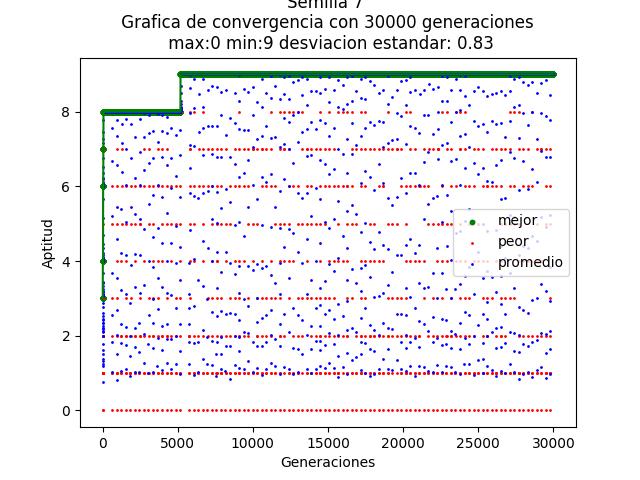 Semilla 7
Grafica de convergencia con 30000 generaciones
max:0 min:9 desviacion estandar: 0.83
Aptitud
8
6
4
2
0
mejor
peor
promedio
0 5000 10000 15000 20000 25000 30000
Generaciones